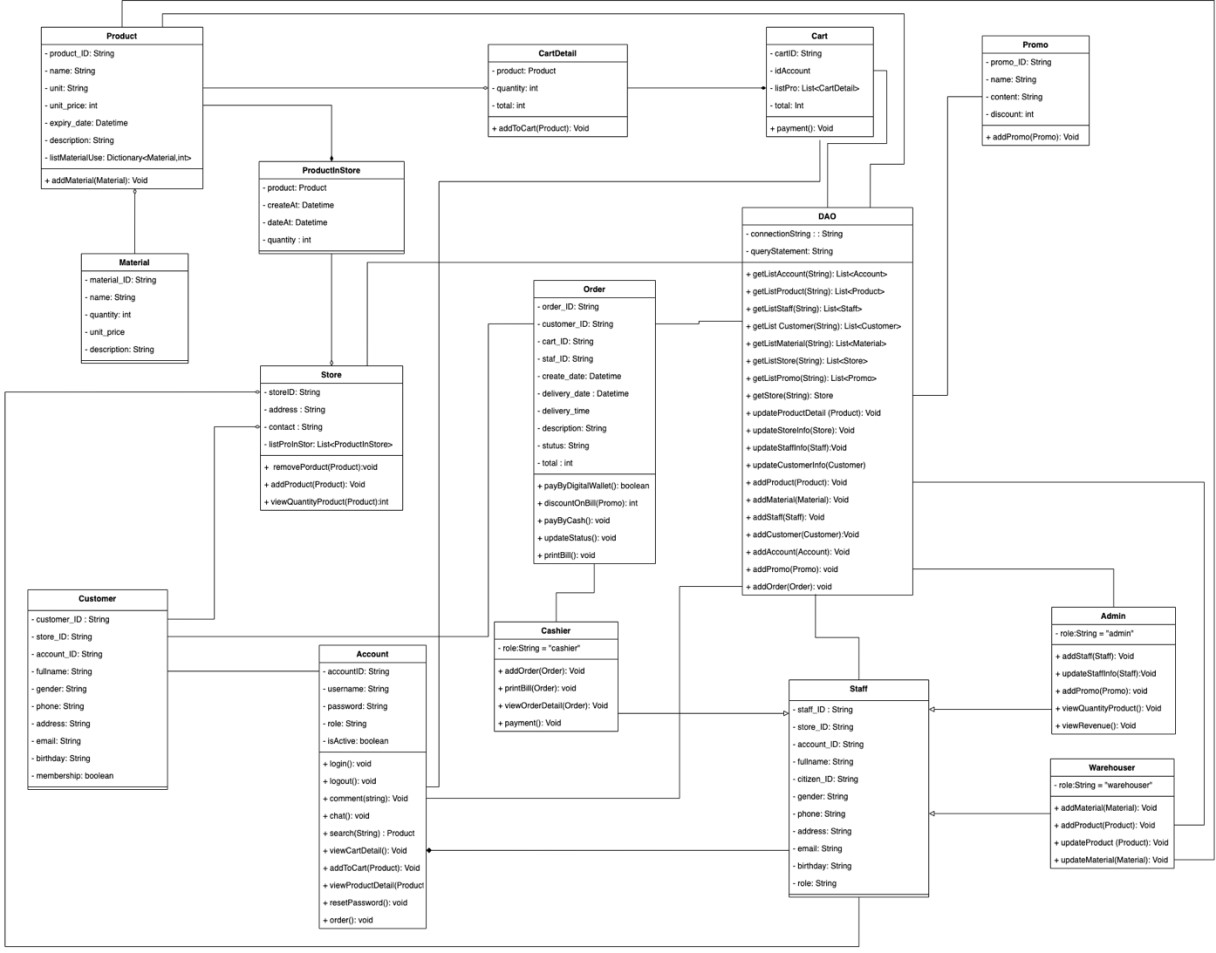 Product
- product_ID: String
- name: String
- unit: String
- unit_price: int
- expiry_date: Datetime
- description: String
- listMaterialUse: Dictionary<Material,int>
+ addMaterial(Material): Void
CartDetail
- product: Product
- quantity: int
- total: int
+ addToCart(Product): Void
Cart
- cartID: String
- idAccount
- listPro: List<CartDetail>
- total: Int
+ payment(): Void
Promo
- promo_ID: String
- name: String
- content: String
- discount: int
+ addPromo(Promo): Void
ProductInStore
- product: Product
- createAt: Datetime
- dateAt: Datetime
- quantity : int
Material
- material_ID: String
- name: String
- quantity: int
- unit_price
- description: String
DAO
- connectionString : : String
- queryStatement: String
+ getListAccount(String): List<Account>
+ getListProduct(String): List<Product>
+ getListStaff(String): List<Staff>
+ getList Customer(String): List<Customer>
+ getListMaterial(String): List<Material>
+ getListStore(String): List<Store>
+ getListPromo(String): List<Promo>
+ getStore(String): Store
+ updateProductDetail (Product): Void
+ updateStoreInfo(Store): Void
+ updateStaffInfo(Staff):Void
+ updateCustomerInfo(Customer)
+ addProduct(Product): Void
+ addMaterial(Material): Void
+ addStaff(Staff): Void
+ addCustomer(Customer):Void
+ addAccount(Account): Void
+ addPromo(Promo): void
+ addOrder(Order): void
Order
- order_ID: String
- customer_ID: String
- cart_ID: String
- staf_ID: String
- create_date: Datetime
- delivery_date : Datetime
- delivery_time
- description: String
- stutus: String
- total : int
+ payByDigitalWallet(): boolean
+ discountOnBill(Promo): int
+ payByCash(): void
+ updateStatus(): void
+ printBill(): void
Store
- storeID: String
- address : String
- contact : String
- listProInStor: List<ProductInStore>
+ removePorduct(Product):void
+ addProduct(Product): Void
+ viewQuantityProduct(Product):int
Customer
- customer_ID : String
- store_ID: String
- account_ID: String
- fullname: String
- gender: String
- phone: String
- address: String
- email: String
- birthday: String
- membership: boolean
Account
- accountID: String
- username: String
- password: String
- role: String
- isActive: boolean
+ login(): void
+ logout(): void
+ comment(string): Void
+ chat(): void
+ search(String) : Product
+ viewCartDetail(): Void
+ addToCart(Product): Void
+ viewProductDetail(Product
+ resetPassword(): void
+ order(): void
Cashier
- role:String = "cashier"
+ addOrder(Order): Void
+ printBill(Order): void
+ viewOrderDetail(Order): Void
+ payment(): Void
Staff
- staff_ID : String
- store_ID: String
- account_ID: String
- fullname: String
- citizen_ID: String
- gender: String
- phone: String
- address: String
- email: String
- birthday: String
- role: String
Admin
- role:String = "admin"
+ addStaff(Staff): Void
+ updateStaffInfo(Staff):Void
+ addPromo(Promo): void
+ viewQuantityProduct(): Void
+ viewRevenue(): Void
Warehouser
- role:String = "warehouser"
+ addMaterial(Material): Void
+ addProduct(Product): Void
+ updateProduct (Product): Void
+ updateMaterial(Material): Void